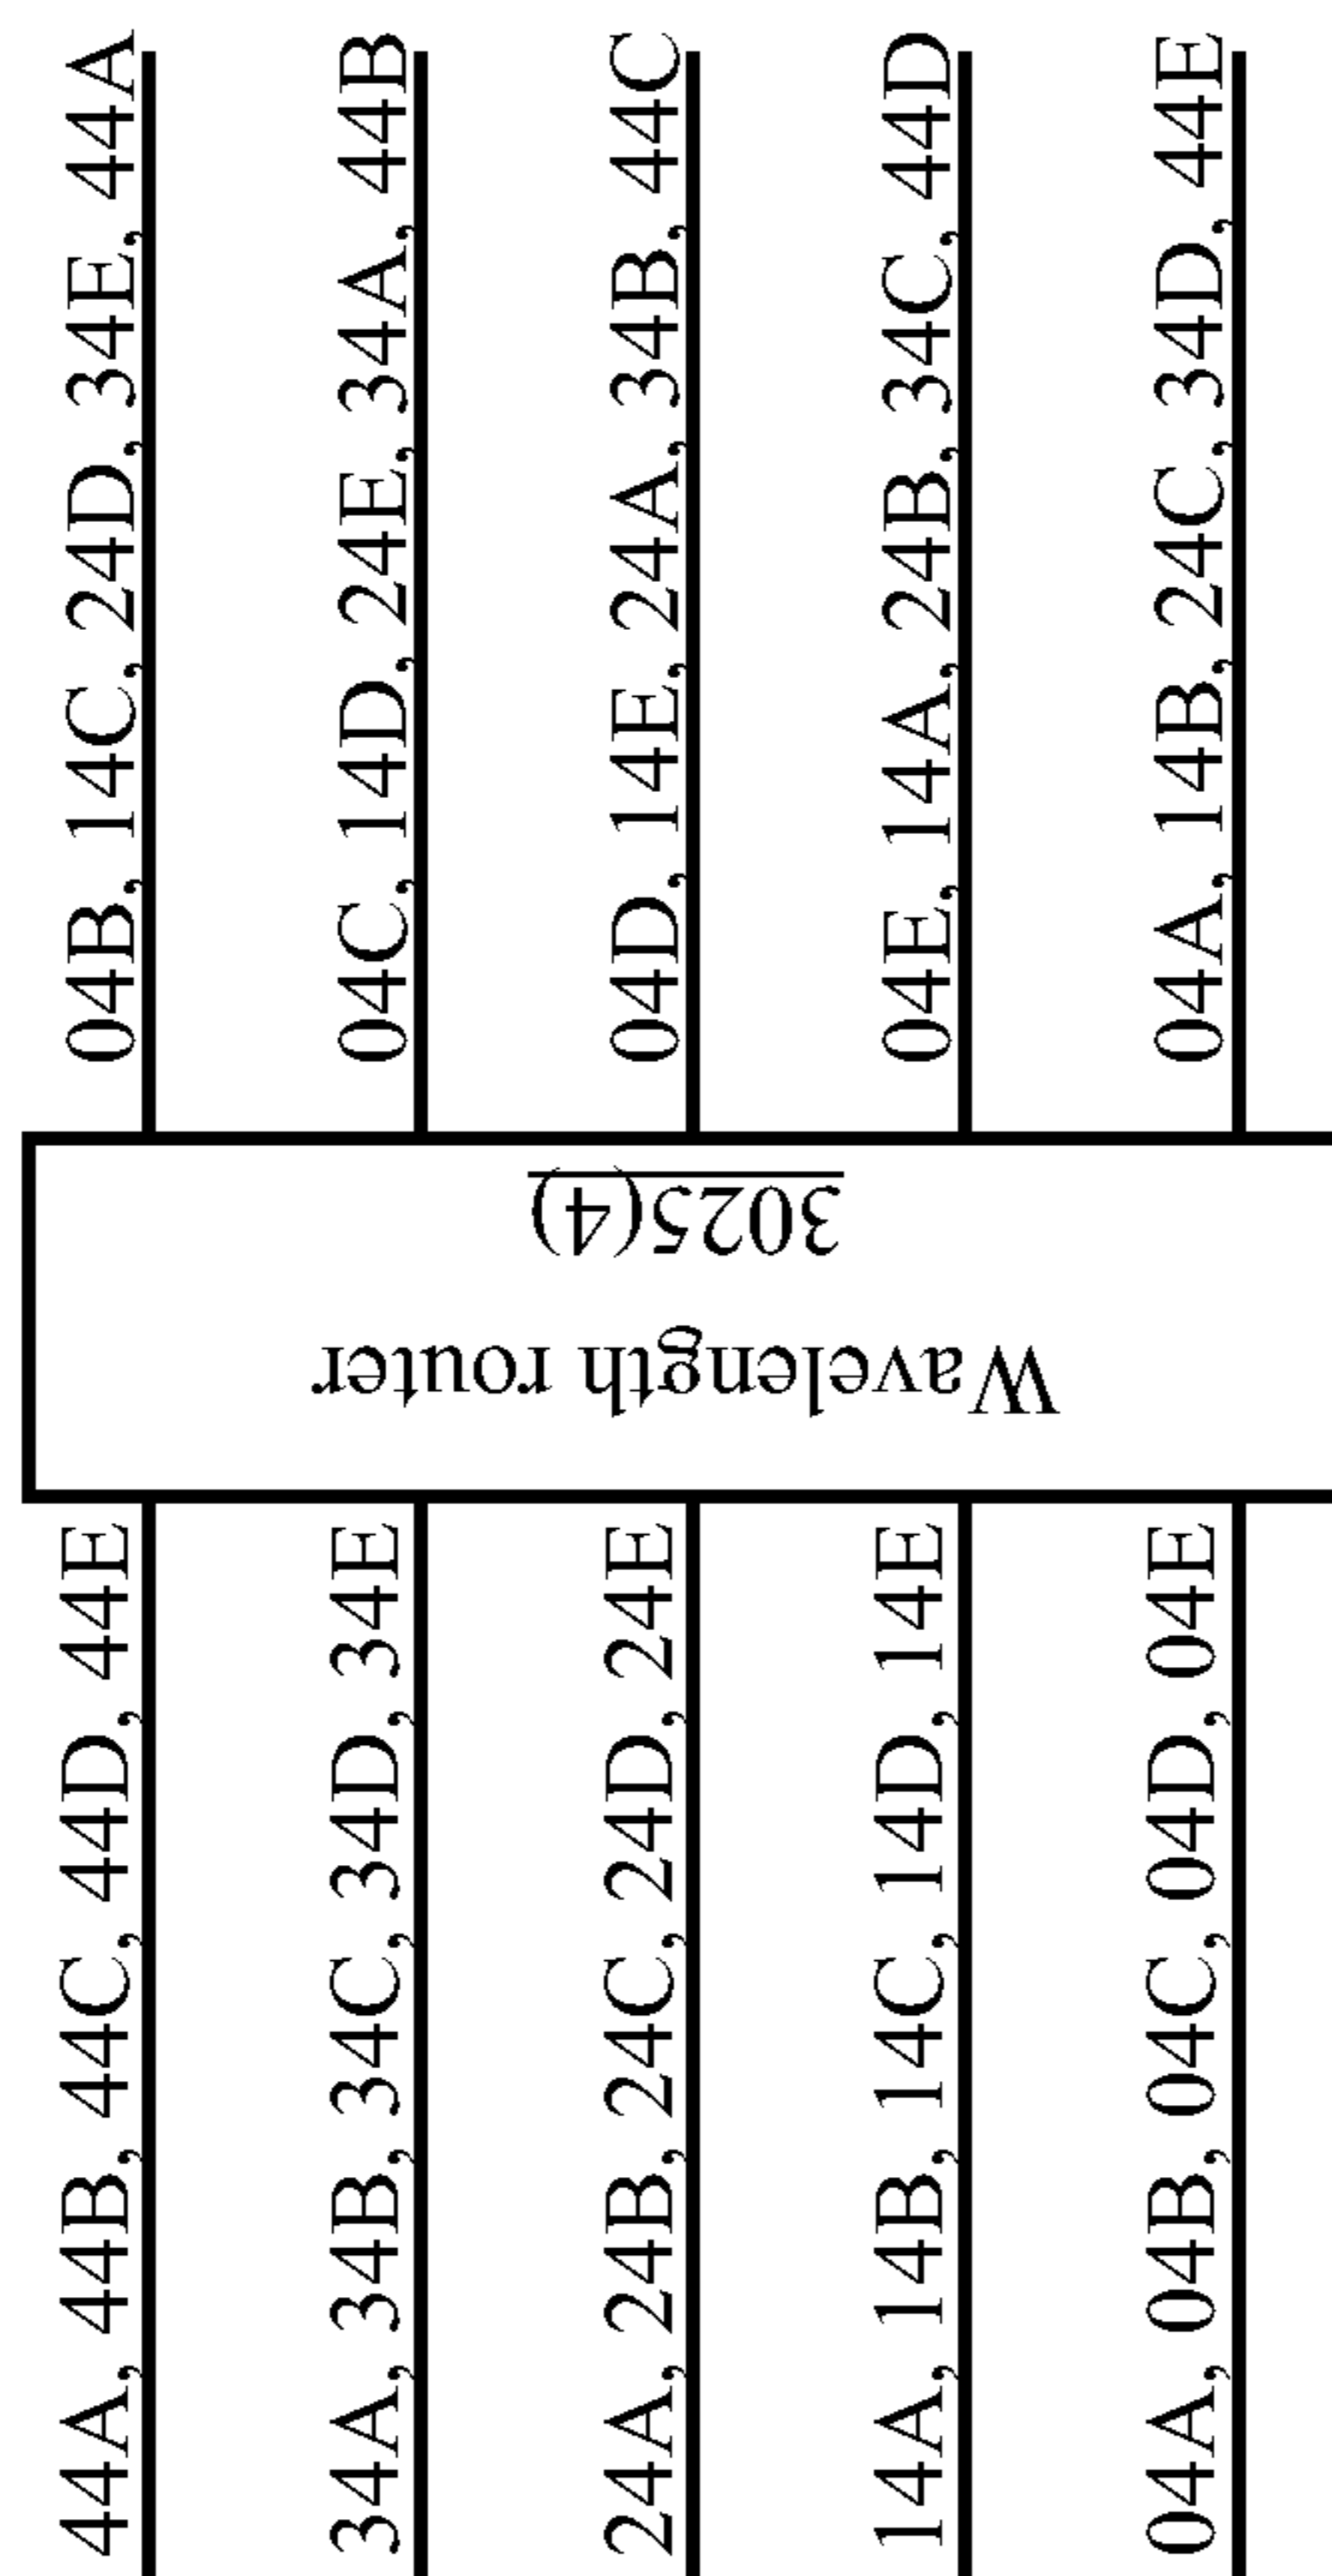 04B, 14C, 24D, 34E, 44A
04C, 14D, 24E, 34A, 44B
04D, 14E, 24A, 34B, 44C
04E, 14A, 24B, 34C, 44D
04A, 14B, 24C, 34D, 44E
Wavelength router
3025(4)
44A, 44B, 44C, 44D, 44E
34A, 34B, 34C, 34D, 34E
24A, 24B, 24C, 24D, 24E
14A, 14B, 14C, 14D, 14E
04A, 04B, 04C, 04D, 04E